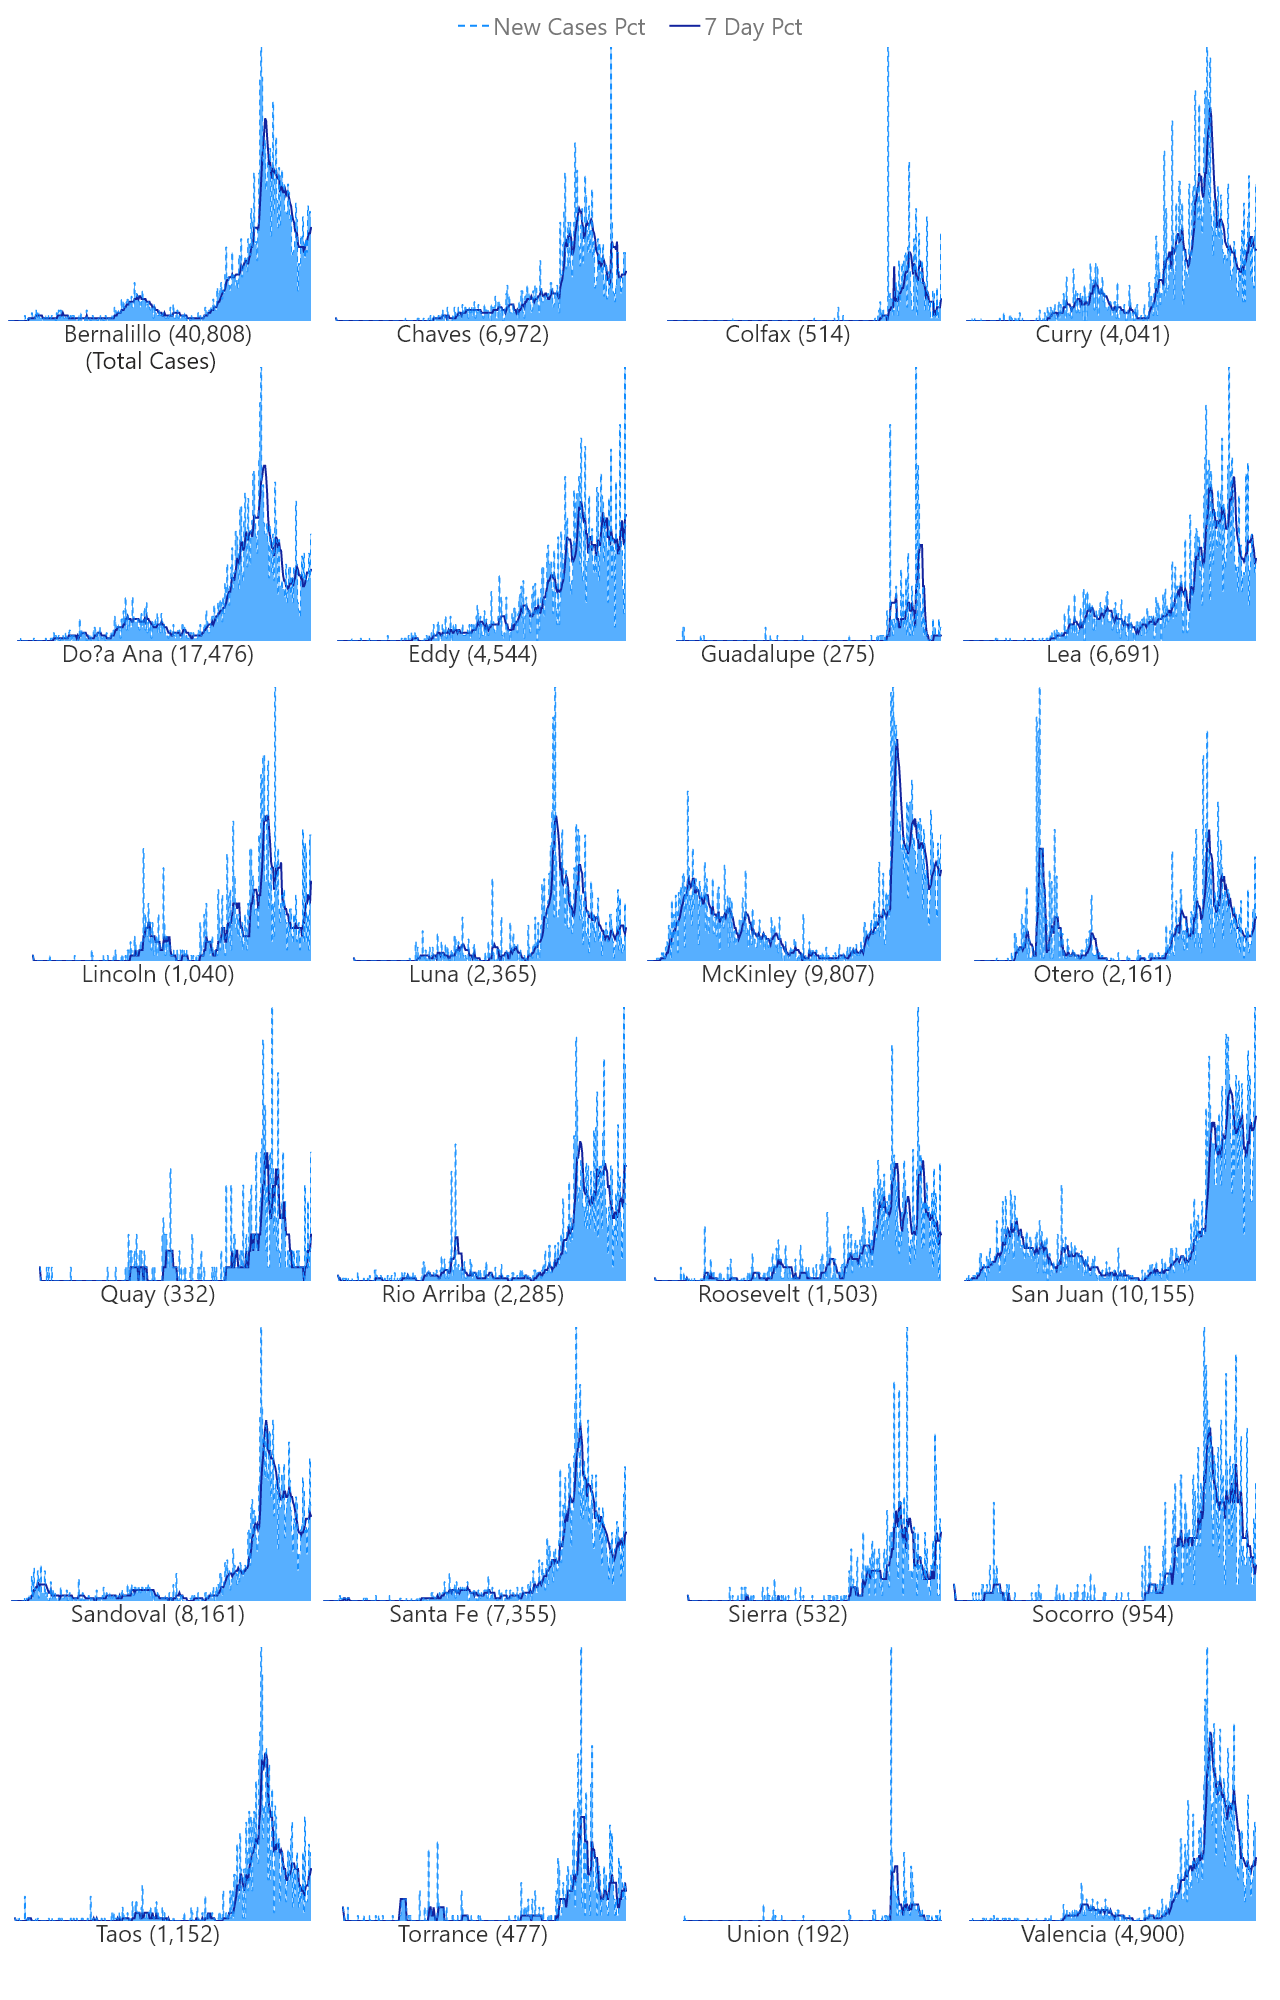 New Cases Pct 7 Day Pct
Bernalillo (40,808) Chaves (6,972) Colfax (514) Curry (4,041)
(Total Cases)
Do?a Ana (17,476) Eddy (4,544) Guadalupe (275) Lea (6,691)
Lincoln (1,040) Luna (2,365) McKinley (9,807) Otero (2,161)
Quay (332) Rio Arriba (2,285) Roosevelt (1,503) San Juan (10,155)
Sandoval (8,161) Santa Fe (7,355) Sierra (532) Socorro (954)
Taos (1,152) Torrance (477) Union (192) Valencia (4,900)